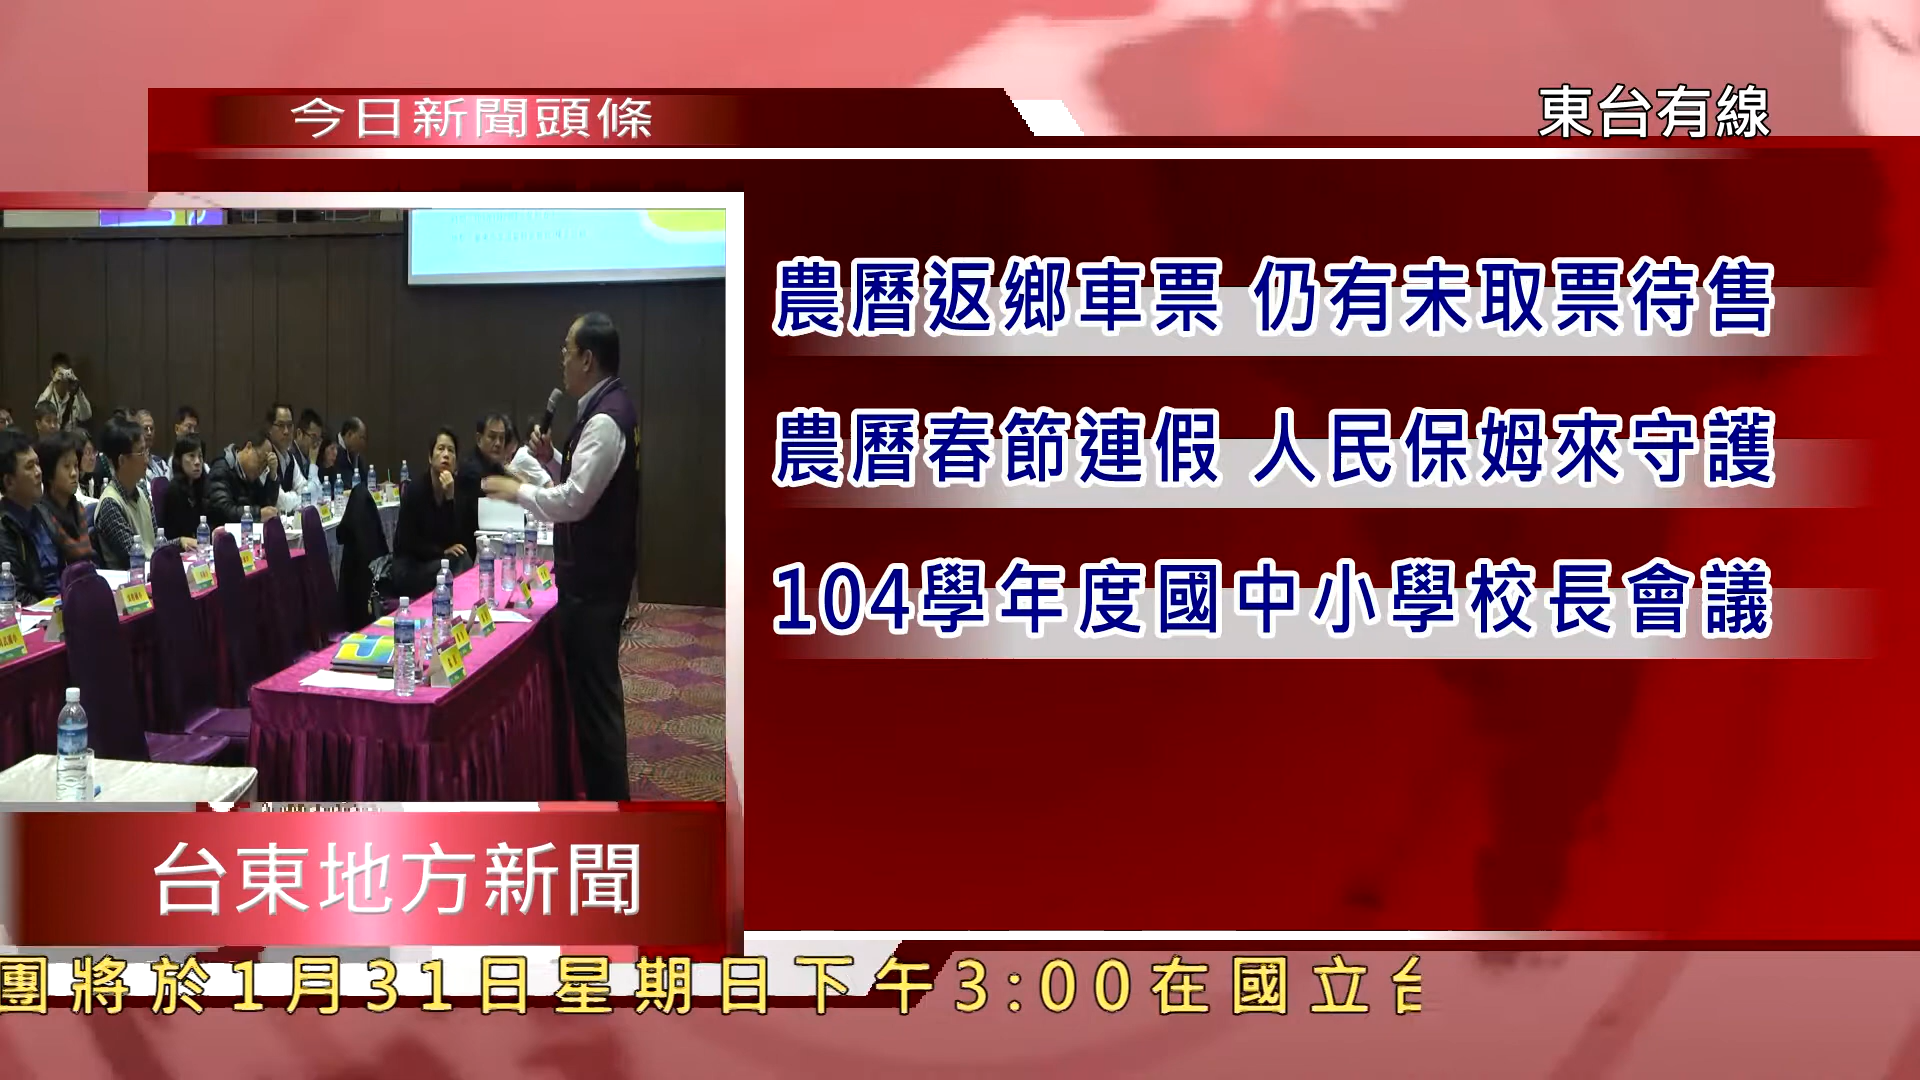 今日新聞頭條
東台有線
農曆返鄉車票 仍有未取票待售
農曆春節連假 人民保姆來守護
104學年度國中小學校長會議
台東地方新聞
團將於1月31日星期日下午3:00在國立台